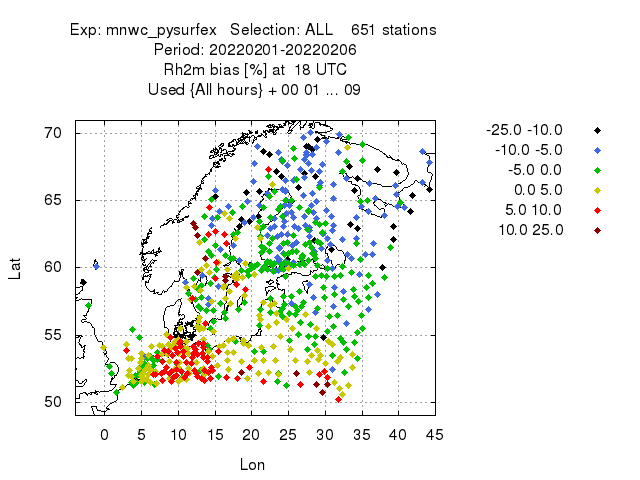 Exp: mnwc_pysurfex   Selection: ALL    651 stations
Period: 20220201-20220206
Rh2m bias [%] at  18 UTC
Used {All hours} + 00 01 ... 09
-25.0 -10.0
-10.0 -5.0
-5.0 0.0
0.0 5.0
5.0 10.0
10.0 25.0
70
65
60
55
50
Lat
0 5 10 15 20 25 30 35 40 45
Lon